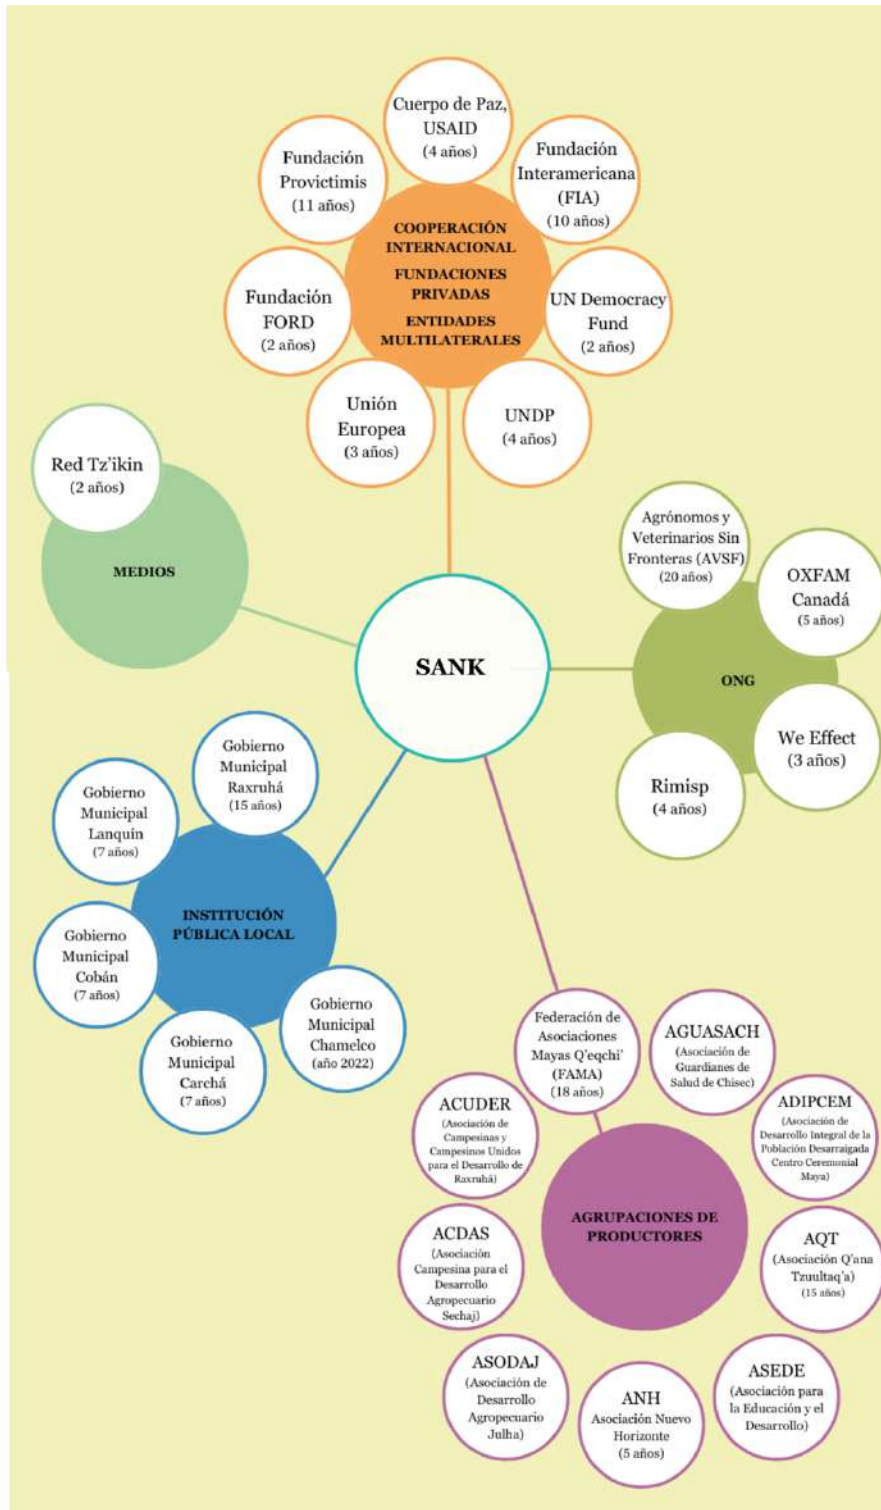 Cuerpo de Paz,
USAID
(4 años)
Fundación
Provictimis
(11 años)
Fundación
Interamericana
(FIA)
(10 años)
COOPERACIÓN
INTERNACIONAL
FUNDACIONES
PRIVADAS
ENTIDADES
MULTILATERALES
Fundación
FORD
(2 años)
UN Democracy
Fund
(2 años)
Unión
Europea
(3 años)
UNDP
(4 años)
Red Tz’ikin
(2 años)
MEDIOS
Agrónomos y
Veterinarios Sin
Fronteras (AVSF)
(20 años)
OXFAM
Canadá
(5 años)
ONG
We Effect
(3 años)
Rimisp
(4 años)
SANK
Gobierno
Municipal
Raxruhá
(15 años)
Gobierno
Municipal
Lanquín
(7 años)
INSTITUCIÓN
PÚBLICA LOCAL
Gobierno
Municipal
Cobán
(7 años)
Gobierno
Municipal
Chamelco
(año 2022)
Gobierno
Municipal
Carchá
(7 años)
Federación de
Asociaciones
Mayas Q’eqchi’
(FAMA)
(18 años)
AGUASACH
(Asociación de
Guardianes de
Salud de Chisec)
ACUDER
(Asociación de
Campesinas y
Campesinos Unidos
para el Desarrollo de
Raxruhá)
ADIPCEM
(Asociación de
Desarrollo Integral de la
Población Desarraigada
Centro Ceremonial
Maya)
AGRUPACIONES DE
PRODUCTORES
ACDAS
(Asociación
Campesina para el
Desarrollo
Agropecuario
Sechaj)
AQT
(Asociación Q’ana
Tzuultaq’a)
(15 años)
ASODAJ
(Asociación de
Desarrollo
Agropecuario
Julha)
ANH
Asociación Nuevo
Horizonte
(5 años)
ASEDE
(Asociación para
la Educación y el
Desarrollo)